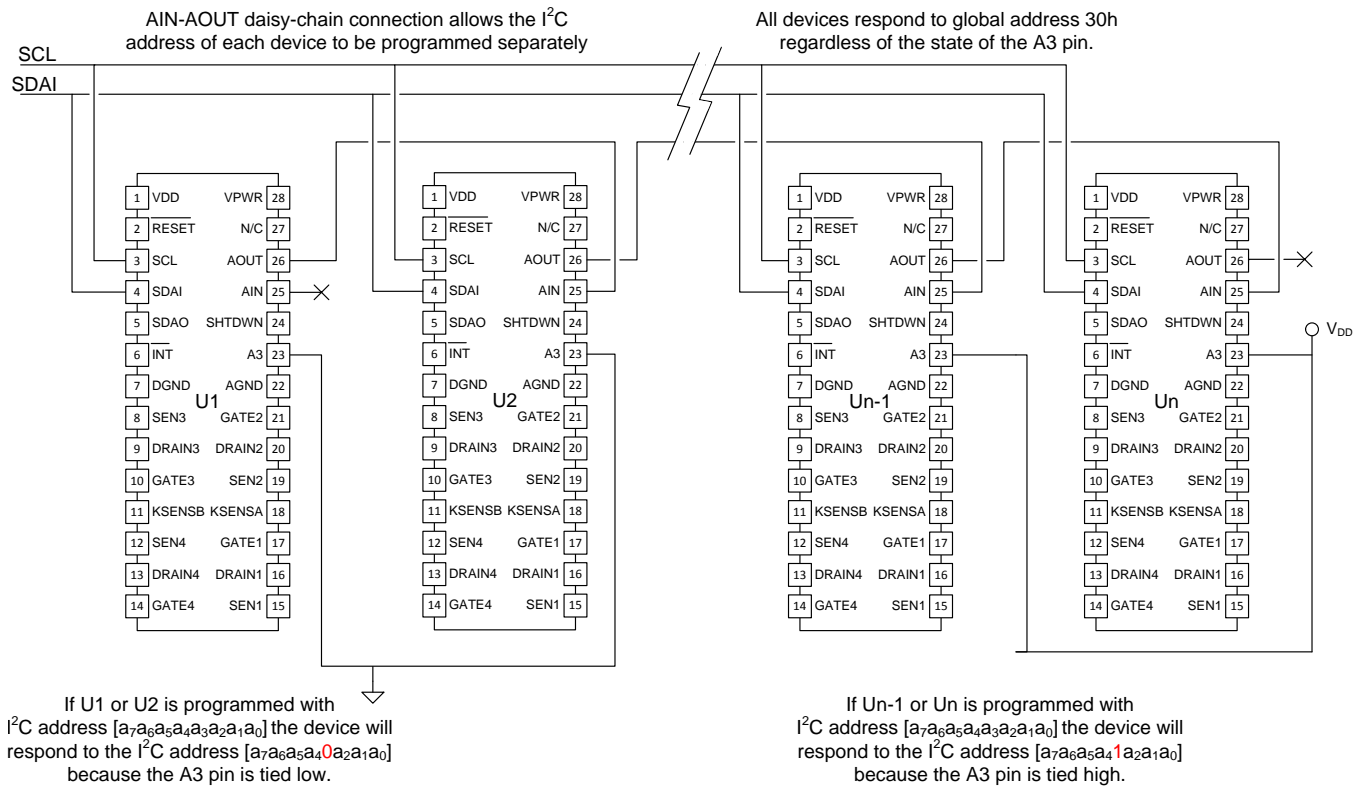 AIN-AOUT daisy-chain connection allows the I²C
address of each device to be programmed separately
All devices respond to global address 30h
regardless of the state of the A3 pin.
SCL
SDAI
1 VDD VPWR 28
2 RESET N/C 27
3 SCL AOUT 26
4 SDAI AIN 25
5 SDAO SHTDWN 24
6 INT A3 23
7 DGND AGND 22
U1
8 SEN3 GATE2 21
9 DRAIN3 DRAIN2 20
10 GATE3 SEN2 19
11 KSENSB KSENSA 18
12 SEN4 GATE1 17
13 DRAIN4 DRAIN1 16
14 GATE4 SEN1 15
1 VDD VPWR 28
2 RESET N/C 27
3 SCL AOUT 26
4 SDAI AIN 25
5 SDAO SHTDWN 24
6 INT A3 23
7 DGND AGND 22
U2
8 SEN3 GATE2 21
9 DRAIN3 DRAIN2 20
10 GATE3 SEN2 19
11 KSENSB KSENSA 18
12 SEN4 GATE1 17
13 DRAIN4 DRAIN1 16
14 GATE4 SEN1 15
1 VDD VPWR 28
2 RESET N/C 27
3 SCL AOUT 26
4 SDAI AIN 25
5 SDAO SHTDWN 24
6 INT A3 23
7 DGND AGND 22
Un-1
8 SEN3 GATE2 21
9 DRAIN3 DRAIN2 20
10 GATE3 SEN2 19
11 KSENSB KSENSA 18
12 SEN4 GATE1 17
13 DRAIN4 DRAIN1 16
14 GATE4 SEN1 15
1 VDD VPWR 28
2 RESET N/C 27
3 SCL AOUT 26
4 SDAI AIN 25
5 SDAO SHTDWN 24
6 INT A3 23
7 DGND AGND 22
Un
8 SEN3 GATE2 21
9 DRAIN3 DRAIN2 20
10 GATE3 SEN2 19
11 KSENSB KSENSA 18
12 SEN4 GATE1 17
13 DRAIN4 DRAIN1 16
14 GATE4 SEN1 15
V_DD
If U1 or U2 is programmed with
I²C address [a₇a₆a₅a₄a₃a₂a₁a₀] the device will
respond to the I²C address [a₇a₆a₅a₄0a₂a₁a₀]
because the A3 pin is tied low.
If Un-1 or Un is programmed with
I²C address [a₇a₆a₅a₄a₃a₂a₁a₀] the device will
respond to the I²C address [a₇a₆a₅a₄1a₂a₁a₀]
because the A3 pin is tied high.